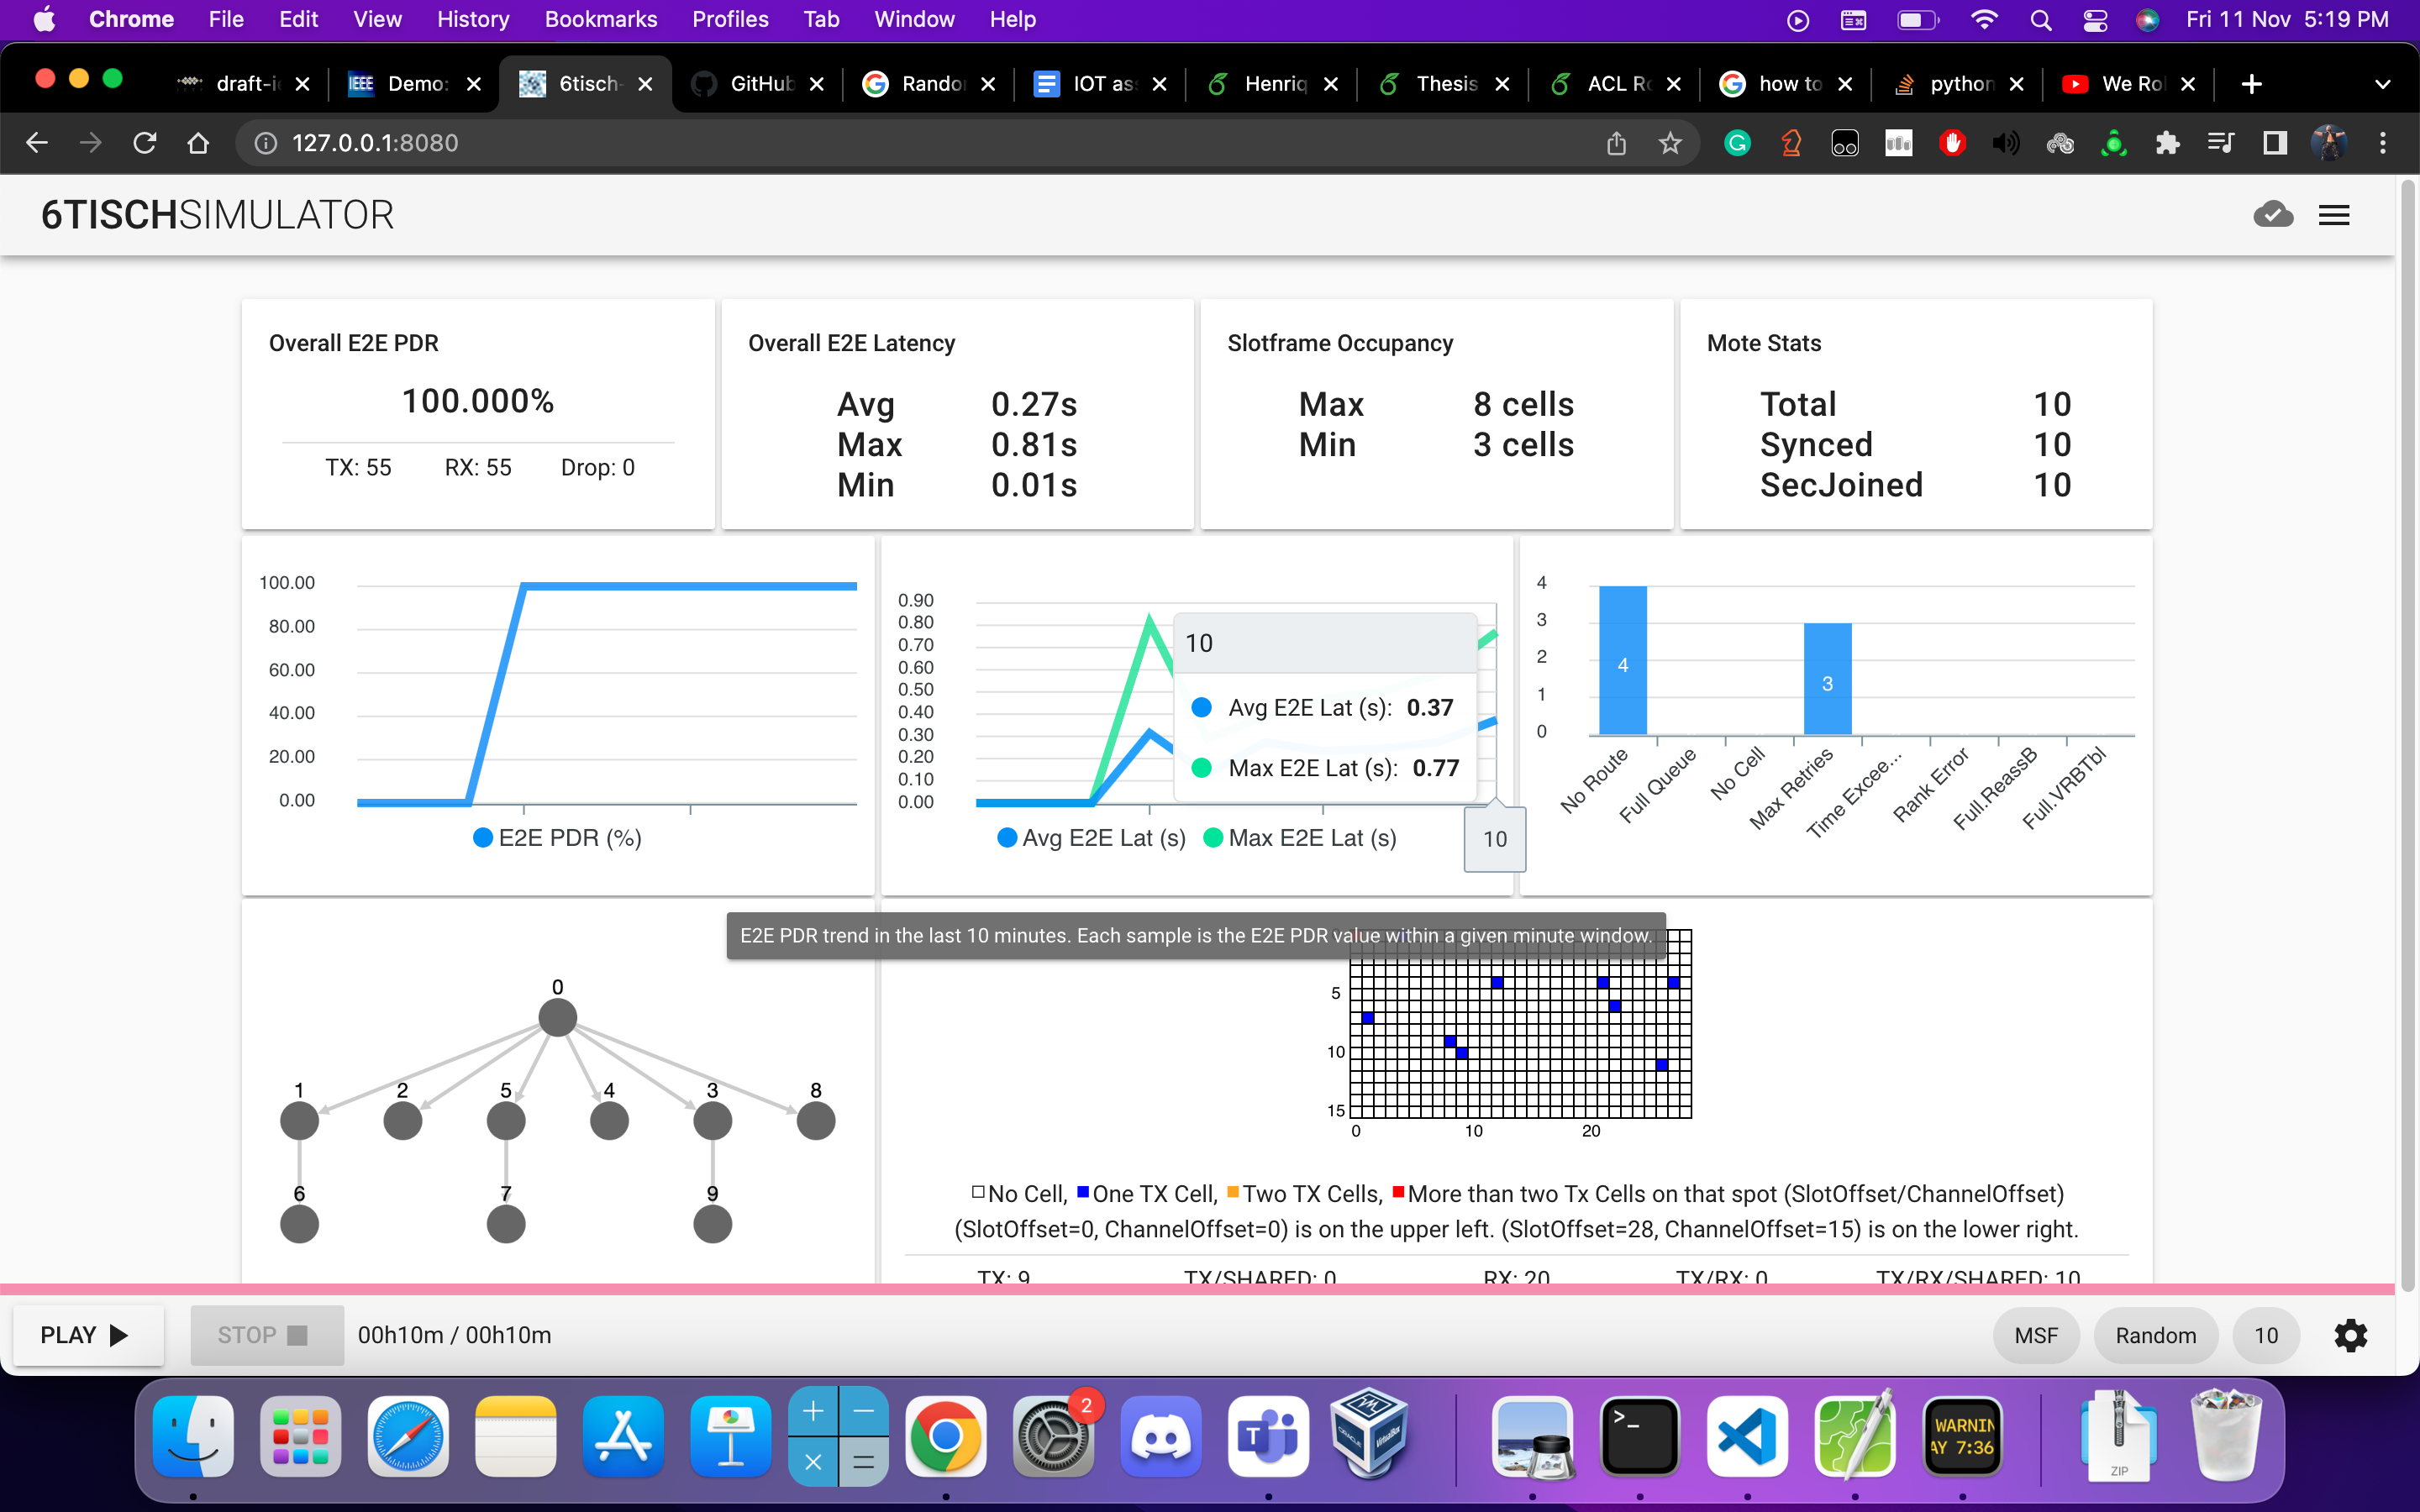 Chrome File Edit View History Bookmarks Profiles Tab Window Help Fri 11 Nov 5:19 PM
draft-i IEEE Demo: 6tisch- GitHub Rando IOT as Henriq Thesis ACL Ro how to python We Rol
127.0.0.1:8080
6TISCHSIMULATOR
Overall E2E PDR
100.000%
TX: 55 RX: 55 Drop: 0
Overall E2E Latency
Avg 0.27s
Max 0.81s
Min 0.01s
Slotframe Occupancy
Max 8 cells
Min 3 cells
Mote Stats
Total 10
Synced 10
SecJoined 10
100.00
80.00
60.00
40.00
20.00
0.00
E2E PDR (%)
0.90
0.80
0.70
0.60
0.50
0.40
0.30
0.20
0.10
0.00
10
Avg E2E Lat (s): 0.37
Max E2E Lat (s): 0.77
Avg E2E Lat (s) Max E2E Lat (s)
10
4
3
2
1
0
4
3
No Route
Full Queue
No Cell
Max Retries
Time Excee...
Rank Error
Full.ReassB
Full.VRBTbl
E2E PDR trend in the last 10 minutes. Each sample is the E2E PDR value within a given minute window.
0
1 2 5 4 3 8
6 7 9
5
10
15
0 10 20
No Cell, One TX Cell, Two TX Cells, More than two Tx Cells on that spot (SlotOffset/ChannelOffset)
(SlotOffset=0, ChannelOffset=0) is on the upper left. (SlotOffset=28, ChannelOffset=15) is on the lower right.
TX: 9 TX/SHARED: 0 RX: 20 TX/RX: 0 TX/RX/SHARED: 10
PLAY STOP 00h10m / 00h10m MSF Random 10
2
WARNIN
AY 7:36
ZIP